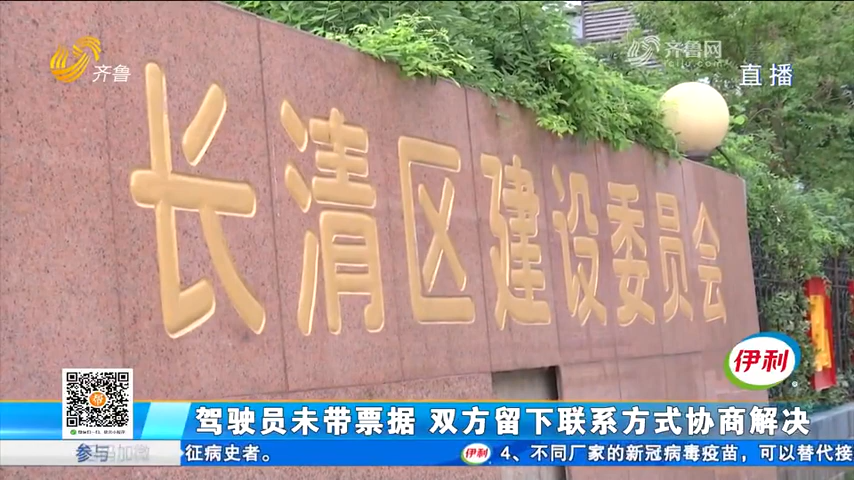 齐鲁
齐鲁网
直播
长清区建设委员会
伊利
驾驶员未带票据 双方留下联系方式协商解决
参与
征病史者。 伊利 4、不同厂家的新冠病毒疫苗，可以替代接